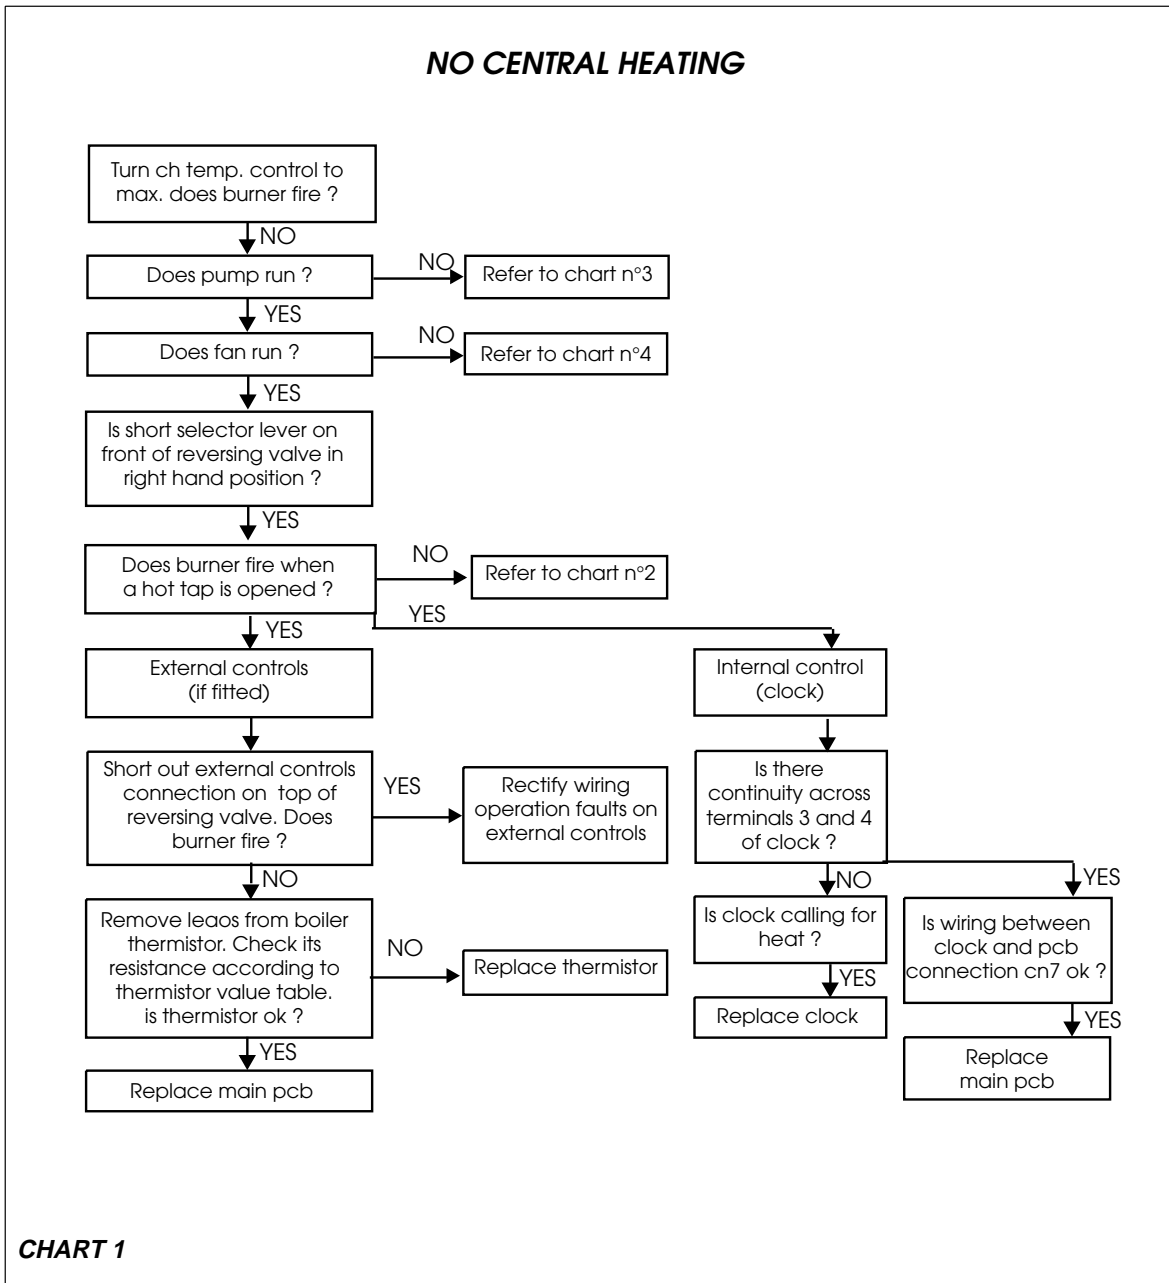 NO CENTRAL HEATING
Turn ch temp. control to
max. does burner fire ?
NO
Does pump run ?
NO
Refer to chart n°3
YES
Does fan run ?
NO
Refer to chart n°4
YES
Is short selector lever on
front of reversing valve in
right hand position ?
YES
Does burner fire when
a hot tap is opened ?
NO
Refer to chart n°2
YES
YES
External controls
(if fitted)
Internal control
(clock)
Short out external controls
connection on top of
reversing valve. Does
burner fire ?
YES
Rectify wiring
operation faults on
external controls
Is there
continuity across
terminals 3 and 4
of clock ?
NO
NO
YES
Remove leaos from boiler
thermistor. Check its
resistance according to
thermistor value table.
is thermistor ok ?
NO
Replace thermistor
Is clock calling for
heat ?
Is wiring between
clock and pcb
connection cn7 ok ?
YES
YES
YES
Replace main pcb
Replace clock
Replace
main pcb
CHART 1